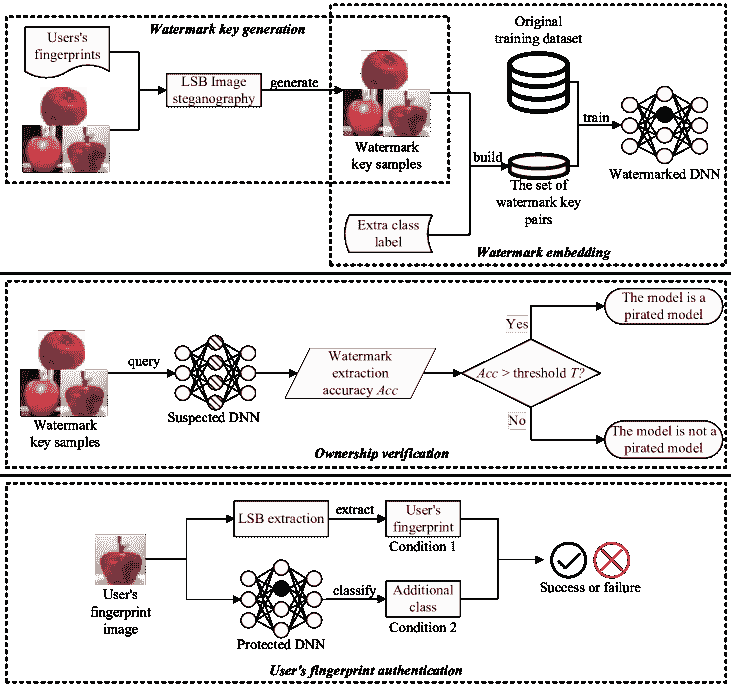 Watermark key generation
Users's
fingerprints
LSB Image
steganography
generate
Watermark
key samples
Original
training dataset
build
train
The set of
watermark key
pairs
Watermarked DNN
Extra class
label
Watermark embedding
query
Watermark
key samples
Suspected DNN
Watermark
extraction
accuracy Acc
Acc > threshold T?
Yes
The model is a
pirated model
No
The model is not a
pirated model
Ownership verification
User's
fingerprint
image
LSB extraction
extract
User's
fingerprint
Condition 1
Protected DNN
classify
Additional
class
Condition 2
Success or failure
User's fingerprint authentication